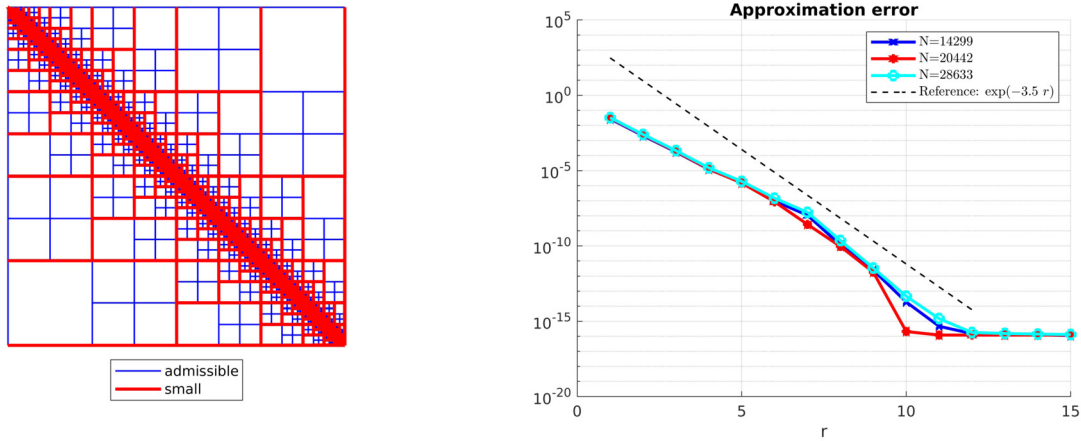 admissible
small
Approximation error
N=14299
N=20442
N=28633
Reference: exp(−3.5 r)
10^5
10^0
10^-5
10^-10
10^-15
10^-20
0 5 10 15
r